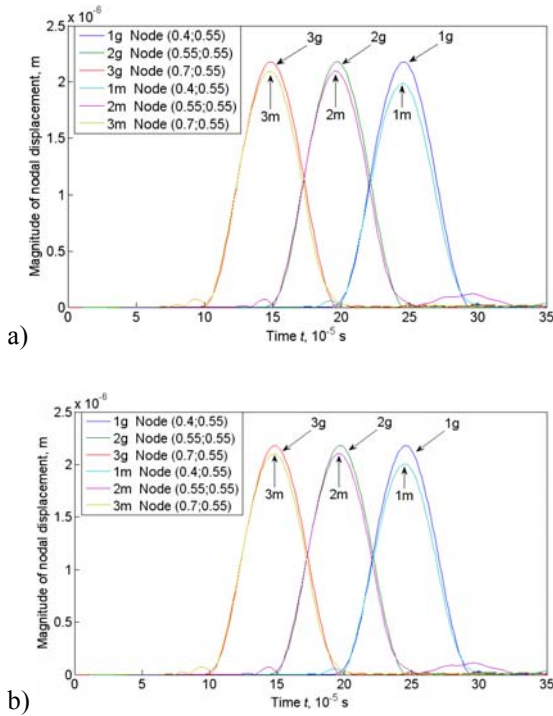 x 10⁻⁶
2.5
2
1.5
1
0.5
0
Magnitude of nodal displacement, m
1g Node (0.4;0.55)
2g Node (0.55;0.55)
3g Node (0.7;0.55)
1m Node (0.4;0.55)
2m Node (0.55;0.55)
3m Node (0.7;0.55)
3g
2g
1g
3m
2m
1m
0 5 10 15 20 25 30 35
Time t, 10⁻⁵ s
a)
x 10⁻⁶
2.5
2
1.5
1
0.5
0
Magnitude of nodal displacement, m
1g Node (0.4;0.55)
2g Node (0.55;0.55)
3g Node (0.7;0.55)
1m Node (0.4;0.55)
2m Node (0.55;0.55)
3m Node (0.7;0.55)
3g
2g
1g
3m
2m
1m
0 5 10 15 20 25 30 35
Time t, 10⁻⁵ s
b)